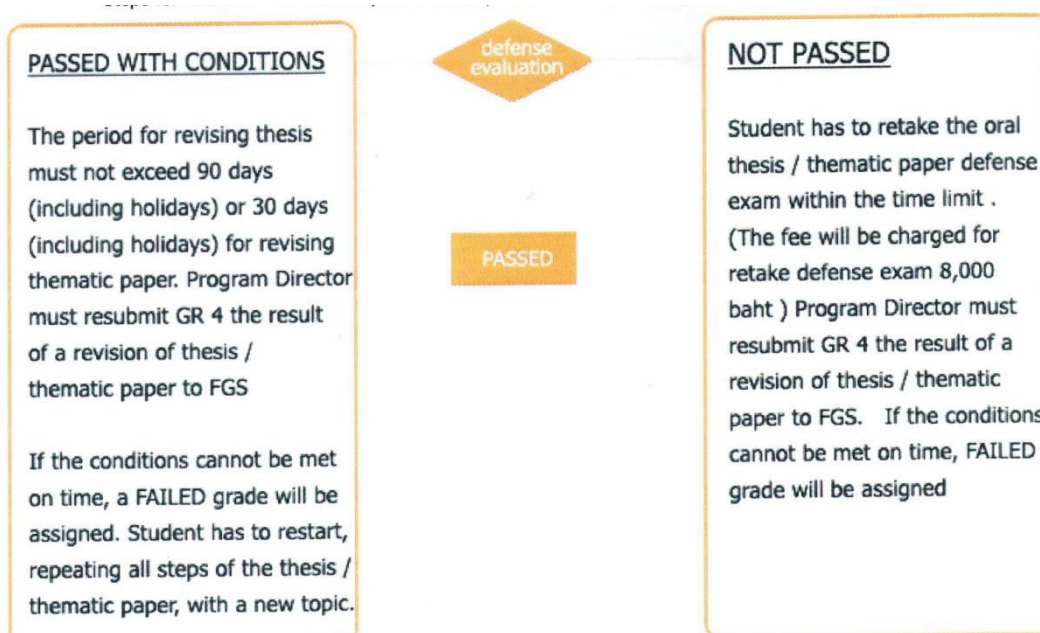 PASSED WITH CONDITIONS
The period for revising thesis
must not exceed 90 days
(including holidays) or 30 days
(including holidays) for revising
thematic paper. Program Director
must resubmit GR 4 the result
of a revision of thesis /
thematic paper to FGS
If the conditions cannot be met
on time, a FAILED grade will be
assigned. Student has to restart,
repeating all steps of the thesis /
thematic paper, with a new topic.
defense
evaluation
PASSED
NOT PASSED
Student has to retake the oral
thesis / thematic paper defense
exam within the time limit .
(The fee will be charged for
retake defense exam 8,000
baht ) Program Director must
resubmit GR 4 the result of a
revision of thesis / thematic
paper to FGS. If the conditions
cannot be met on time, FAILED
grade will be assigned